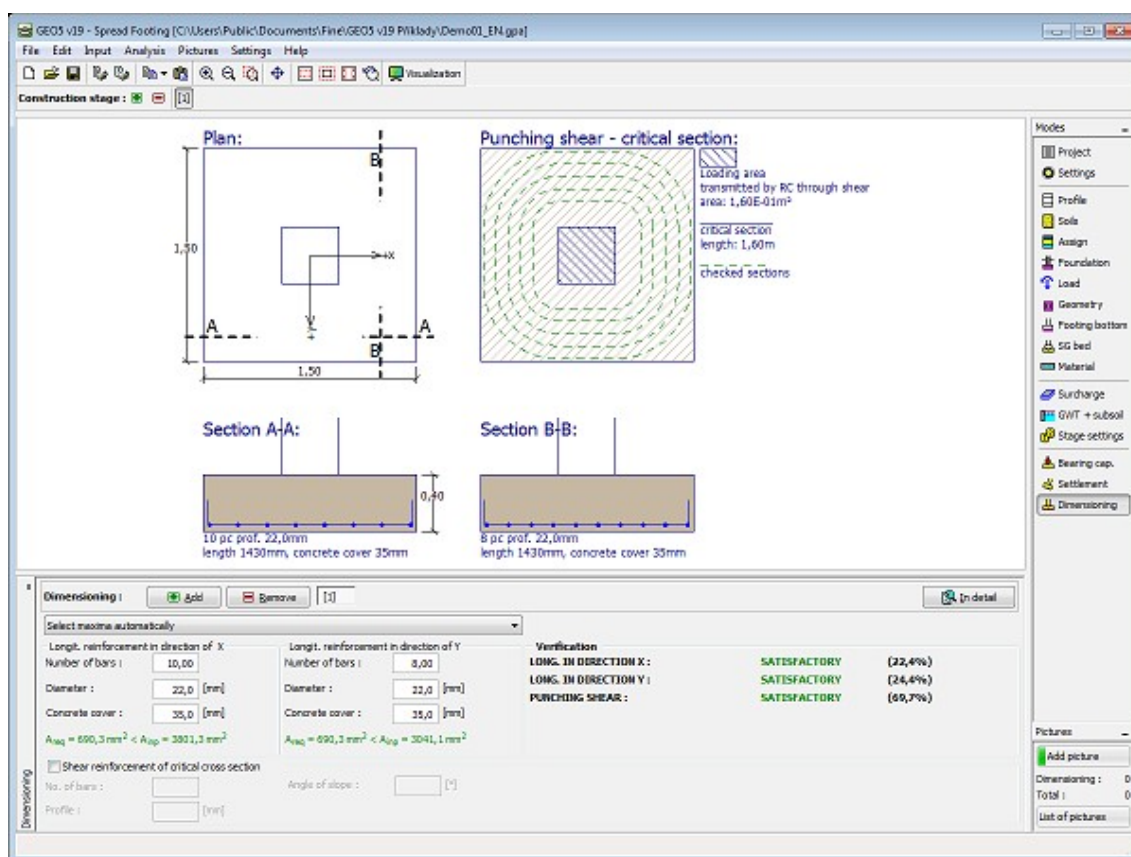 GEO5 v19 - Spread Footing [C:\Users\Public\Documents\Fine\GEO5 v19 Příklady\Demo01_EN.gpa]
File Edit Input Analysis Pictures Settings Help
Visualization
Construction stage : [1]
Plan:
B
1,50
+X
+Y
A A
B
1,50
Punching shear - critical section:
Loading area
transmitted by RC through shear
area: 1,60E-01m²
critical section
length: 1,60m
checked sections
Section A-A:
0,40
10 pc prof. 22,0mm
length 1430mm, concrete cover 35mm
Section B-B:
8 pc prof. 22,0mm
length 1430mm, concrete cover 35mm
Modes
Project
Settings
Profile
Soils
Assign
Foundation
Load
Geometry
Footing bottom
SG bed
Material
Surcharge
GWT + subsoil
Stage settings
Bearing cap.
Settlement
Dimensioning
Dimensioning : Add Remove [1] In detail
Select maxima automatically
Longit. reinforcement in direction of X
Number of bars : 10,00
Diameter : 22,0 [mm]
Concrete cover : 35,0 [mm]
Areq = 690,3 mm² < Ainp = 3801,3 mm²
Longit. reinforcement in direction of Y
Number of bars : 8,00
Diameter : 22,0 [mm]
Concrete cover : 35,0 [mm]
Areq = 690,3 mm² < Ainp = 3041,1 mm²
Verification
LONG. IN DIRECTION X : SATISFACTORY (22,4%)
LONG. IN DIRECTION Y : SATISFACTORY (24,4%)
PUNCHING SHEAR : SATISFACTORY (69,7%)
Shear reinforcement of critical cross section
No. of bars :
Profile : [mm]
Angle of slope : [°]
Dimensioning
Pictures
Add picture
Dimensioning : 0
Total : 0
List of pictures